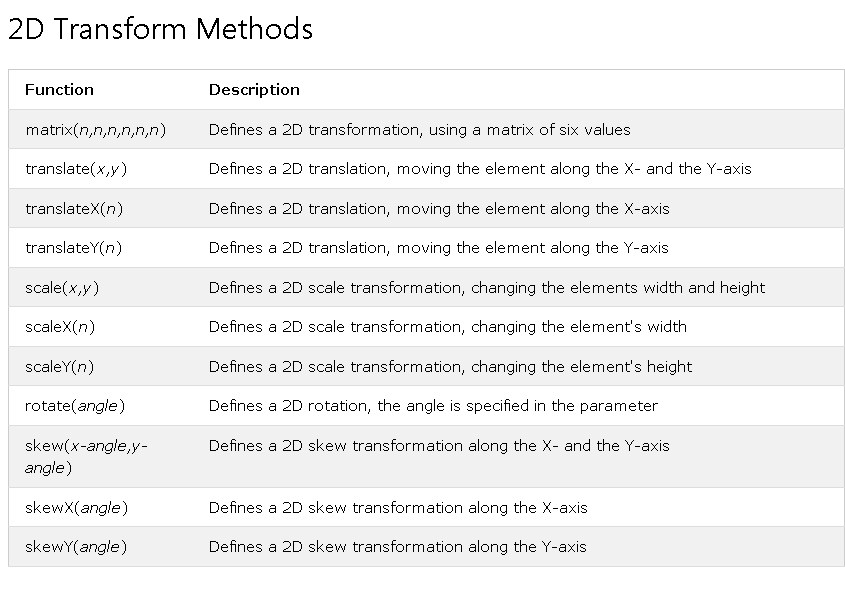 2D Transform Methods
Function Description
matrix(n,n,n,n,n,n) Defines a 2D transformation, using a matrix of six values
translate(x,y) Defines a 2D translation, moving the element along the X- and the Y-axis
translateX(n) Defines a 2D translation, moving the element along the X-axis
translateY(n) Defines a 2D translation, moving the element along the Y-axis
scale(x,y) Defines a 2D scale transformation, changing the elements width and height
scaleX(n) Defines a 2D scale transformation, changing the element's width
scaleY(n) Defines a 2D scale transformation, changing the element's height
rotate(angle) Defines a 2D rotation, the angle is specified in the parameter
skew(x-angle,y- Defines a 2D skew transformation along the X- and the Y-axis
angle)
skewX(angle) Defines a 2D skew transformation along the X-axis
skewY(angle) Defines a 2D skew transformation along the Y-axis